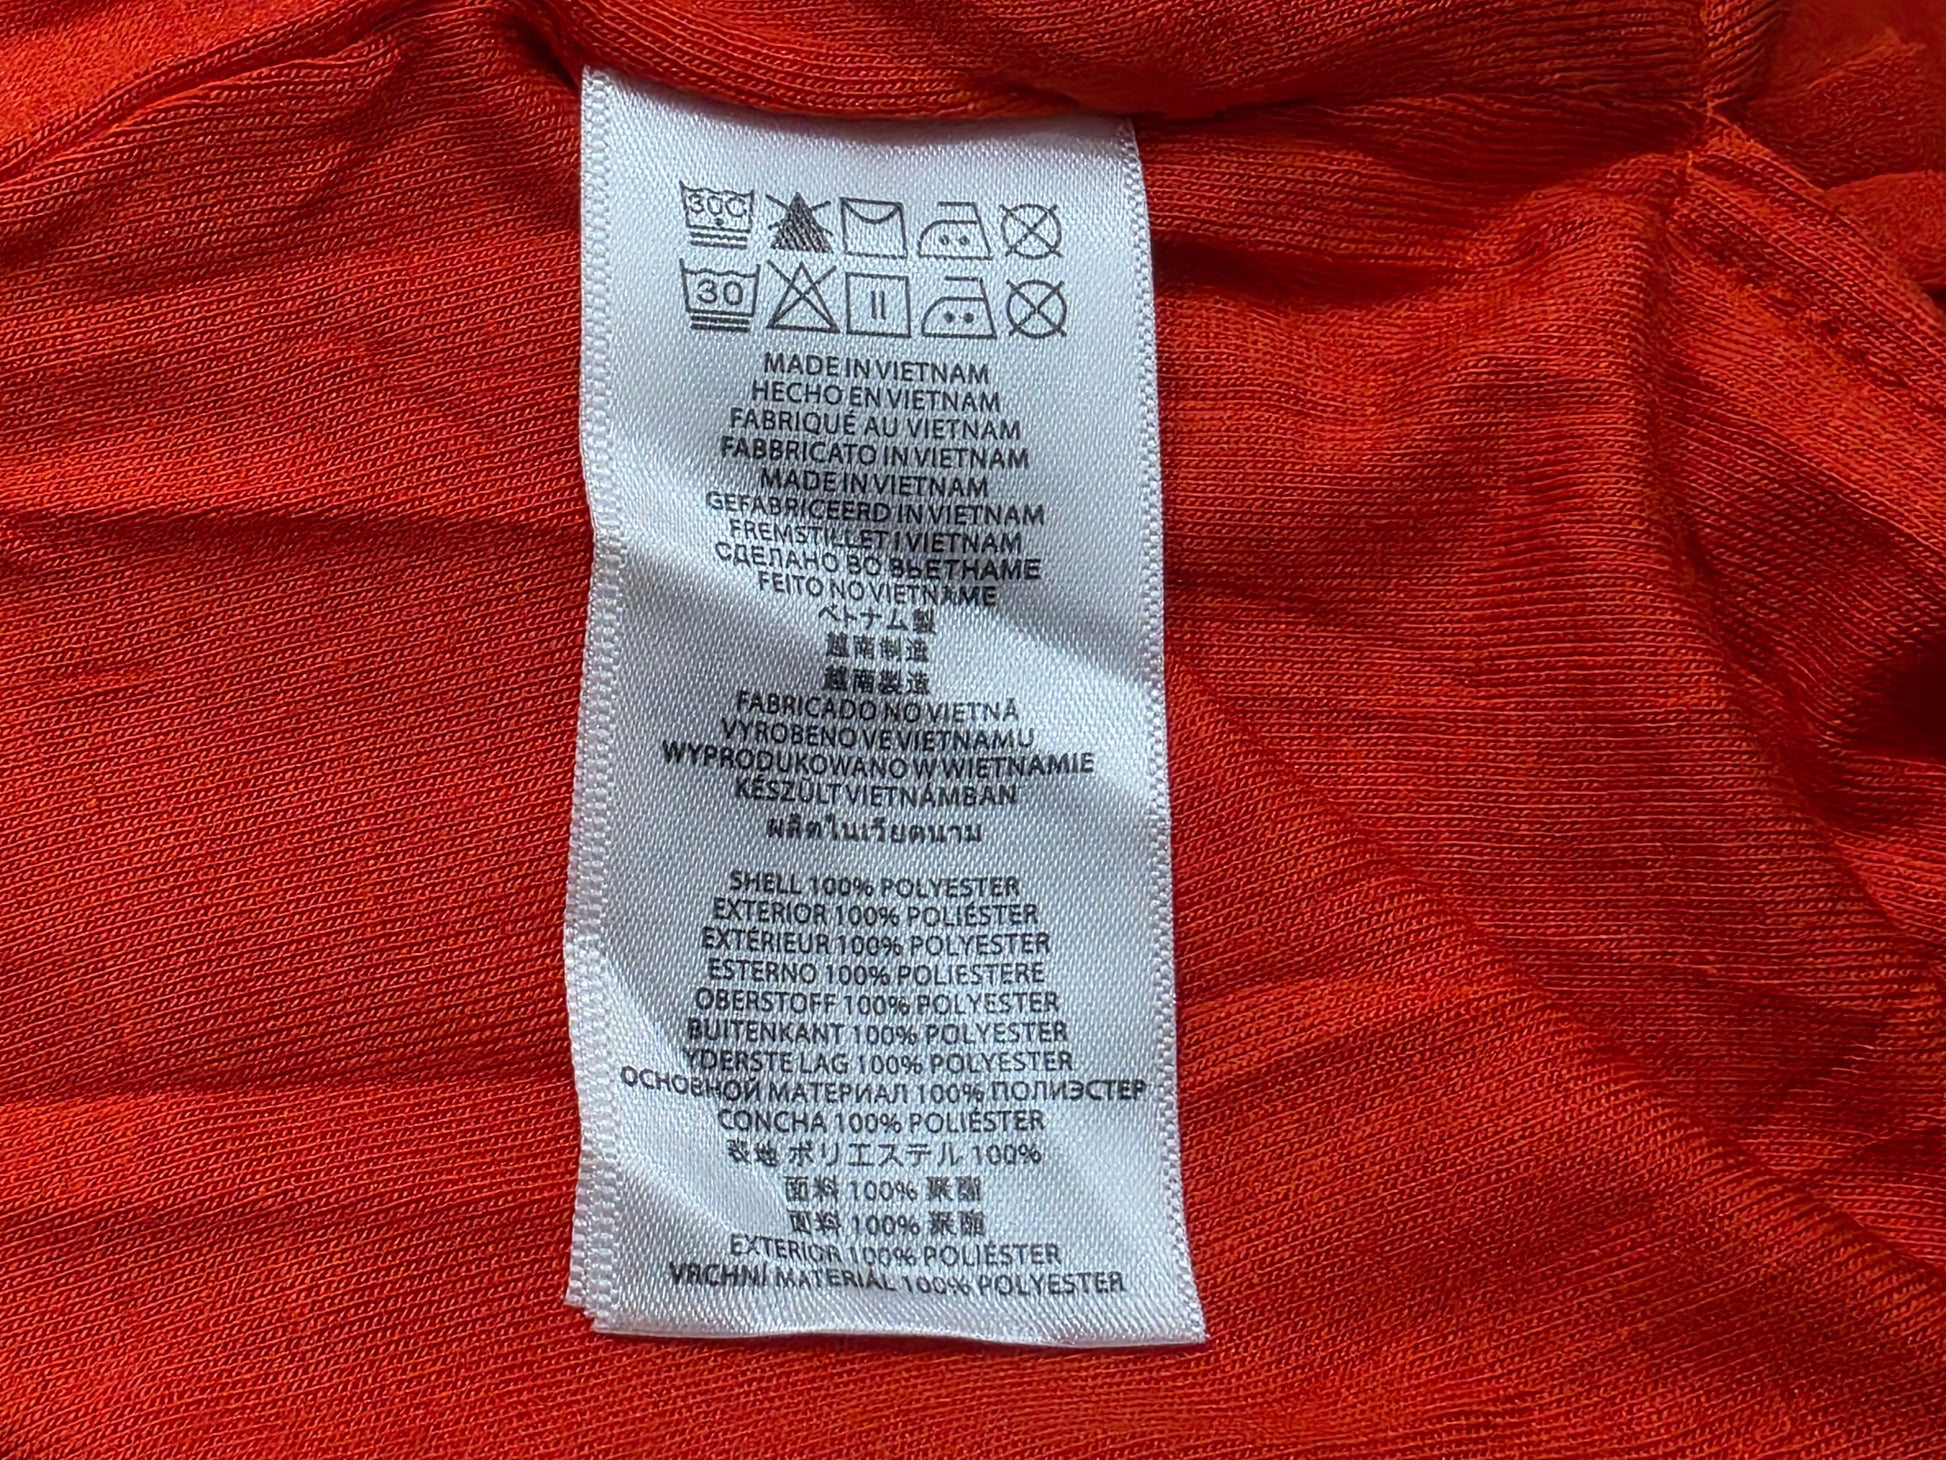 30C
30
MADE IN VIETNAM
HECHO EN VIETNAM
FABRIQUÉ AU VIETNAM
FABBRICATO IN VIETNAM
MADE IN VIETNAM
GEFABRICEERD IN VIETNAM
FREMSTILLET I VIETNAM
СДЕЛАНО ВО ВЬЕТНАМЕ
FEITO NO VIETNAME
ベトナム製
越南制造
越南製造
FABRICADO NO VIETNÃ
VYROBENO VE VIETNAMU
WYPRODUKOWANO W WIETNAMIE
KÉSZÜLT VIETNÁMBAN
ผลิตในเวียดนาม
SHELL 100% POLYESTER
EXTERIOR 100% POLIÉSTER
EXTÉRIEUR 100% POLYESTER
ESTERNO 100% POLIESTERE
OBERSTOFF 100% POLYESTER
BUITENKANT 100% POLYESTER
YDERSTE LAG 100% POLYESTER
ОСНОВНОЙ МАТЕРИАЛ 100% ПОЛИЭСТЕР
CONCHA 100% POLIÉSTER
表地 ポリエステル 100%
面料 100%
面料 100%
EXTERIOR 100% POLIÉSTER
VRCHNÍ MATERIÁL 100% POLYESTER